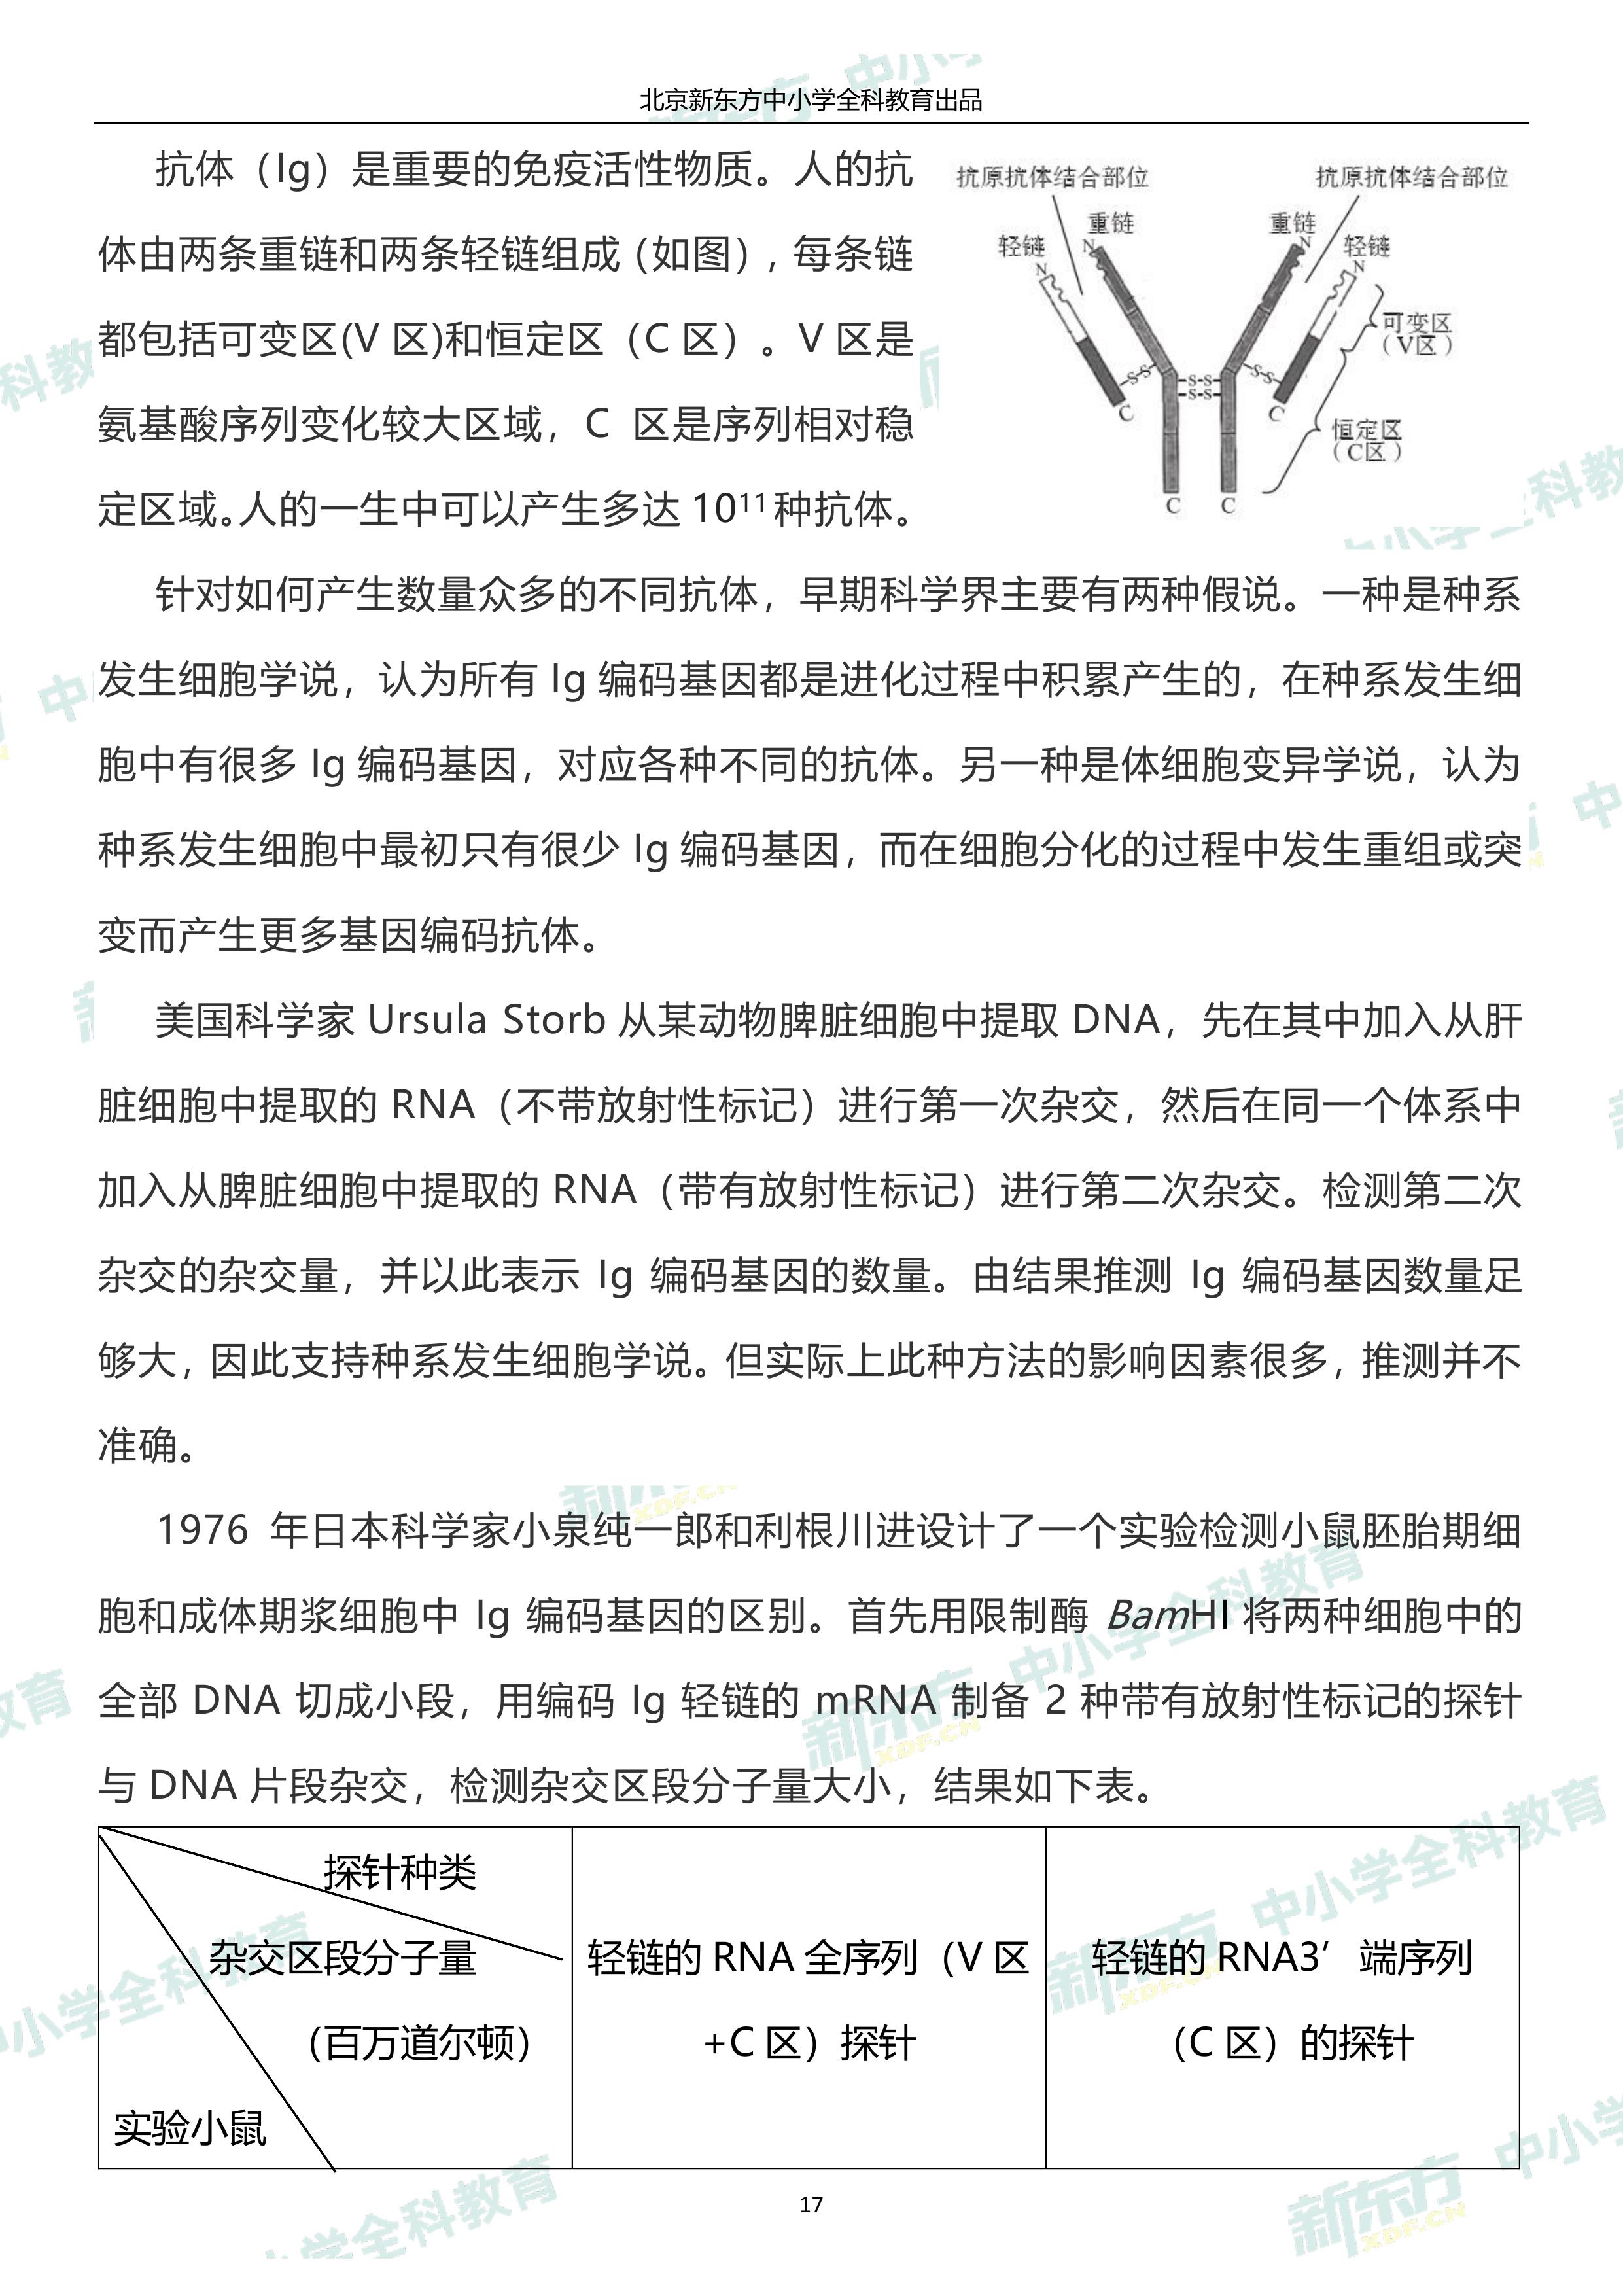 北京新东方中小学全科教育出品
抗体（Ig）是重要的免疫活性物质。人的抗
体由两条重链和两条轻链组成（如图），每条链
都包括可变区(V 区)和恒定区（C 区）。V 区是
氨基酸序列变化较大区域，C 区是序列相对稳
定区域。人的一生中可以产生多达 10¹¹种抗体。
抗原抗体结合部位 抗原抗体结合部位
重链 重链
轻链 N N 轻链
N N
可变区
（V区）
S-S S-S S-S
S-S
C C
恒定区
（C区）
C C
针对如何产生数量众多的不同抗体，早期科学界主要有两种假说。一种是种系
发生细胞学说，认为所有 Ig 编码基因都是进化过程中积累产生的，在种系发生细
胞中有很多 Ig 编码基因，对应各种不同的抗体。另一种是体细胞变异学说，认为
种系发生细胞中最初只有很少 Ig 编码基因，而在细胞分化的过程中发生重组或突
变而产生更多基因编码抗体。
美国科学家 Ursula Storb 从某动物脾脏细胞中提取 DNA，先在其中加入从肝
脏细胞中提取的 RNA（不带放射性标记）进行第一次杂交，然后在同一个体系中
加入从脾脏细胞中提取的 RNA（带有放射性标记）进行第二次杂交。检测第二次
杂交的杂交量，并以此表示 Ig 编码基因的数量。由结果推测 Ig 编码基因数量足
够大，因此支持种系发生细胞学说。但实际上此种方法的影响因素很多，推测并不
准确。
1976 年日本科学家小泉纯一郎和利根川进设计了一个实验检测小鼠胚胎期细
胞和成体期浆细胞中 Ig 编码基因的区别。首先用限制酶 BamHI 将两种细胞中的
全部 DNA 切成小段，用编码 Ig 轻链的 mRNA 制备 2 种带有放射性标记的探针
与 DNA 片段杂交，检测杂交区段分子量大小，结果如下表。
探针种类
杂交区段分子量
（百万道尔顿）
实验小鼠
轻链的 RNA 全序列（V 区
+C 区）探针
轻链的 RNA3′ 端序列
（C 区）的探针
17
新东方 XDF.CN 中小学全科教育